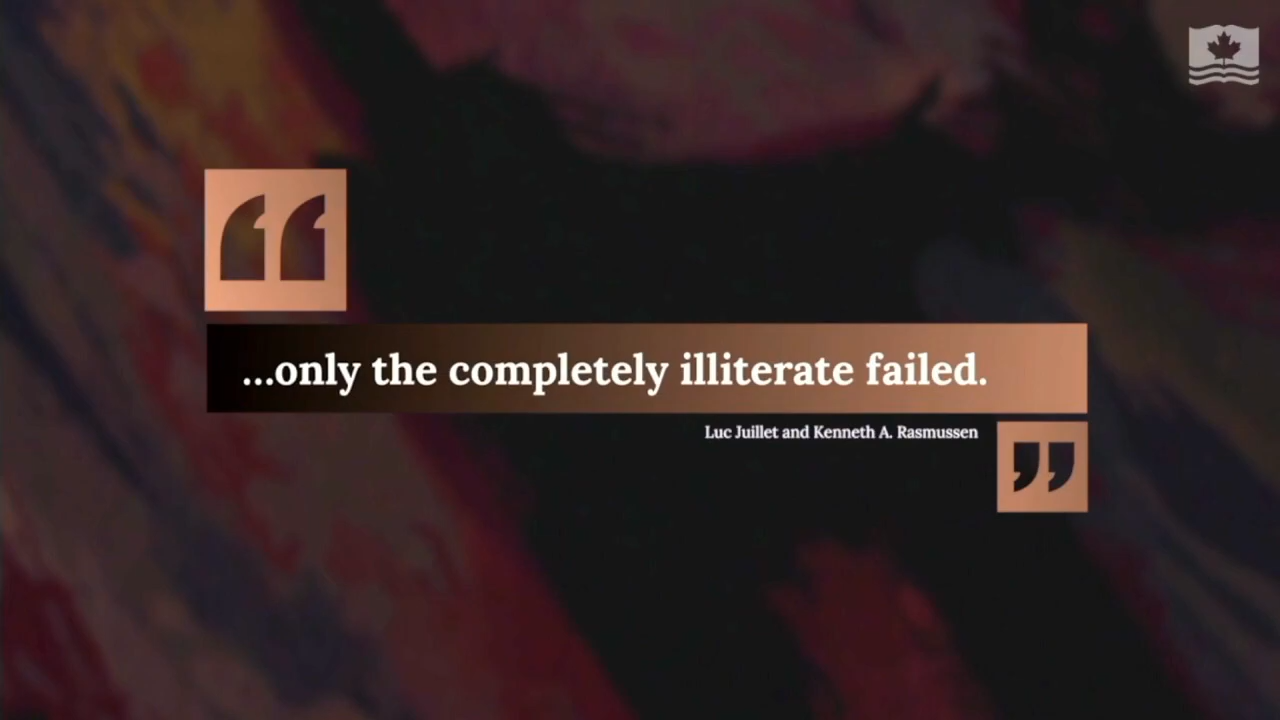 “
...only the completely illiterate failed.
Luc Juillet and Kenneth A. Rasmussen
”